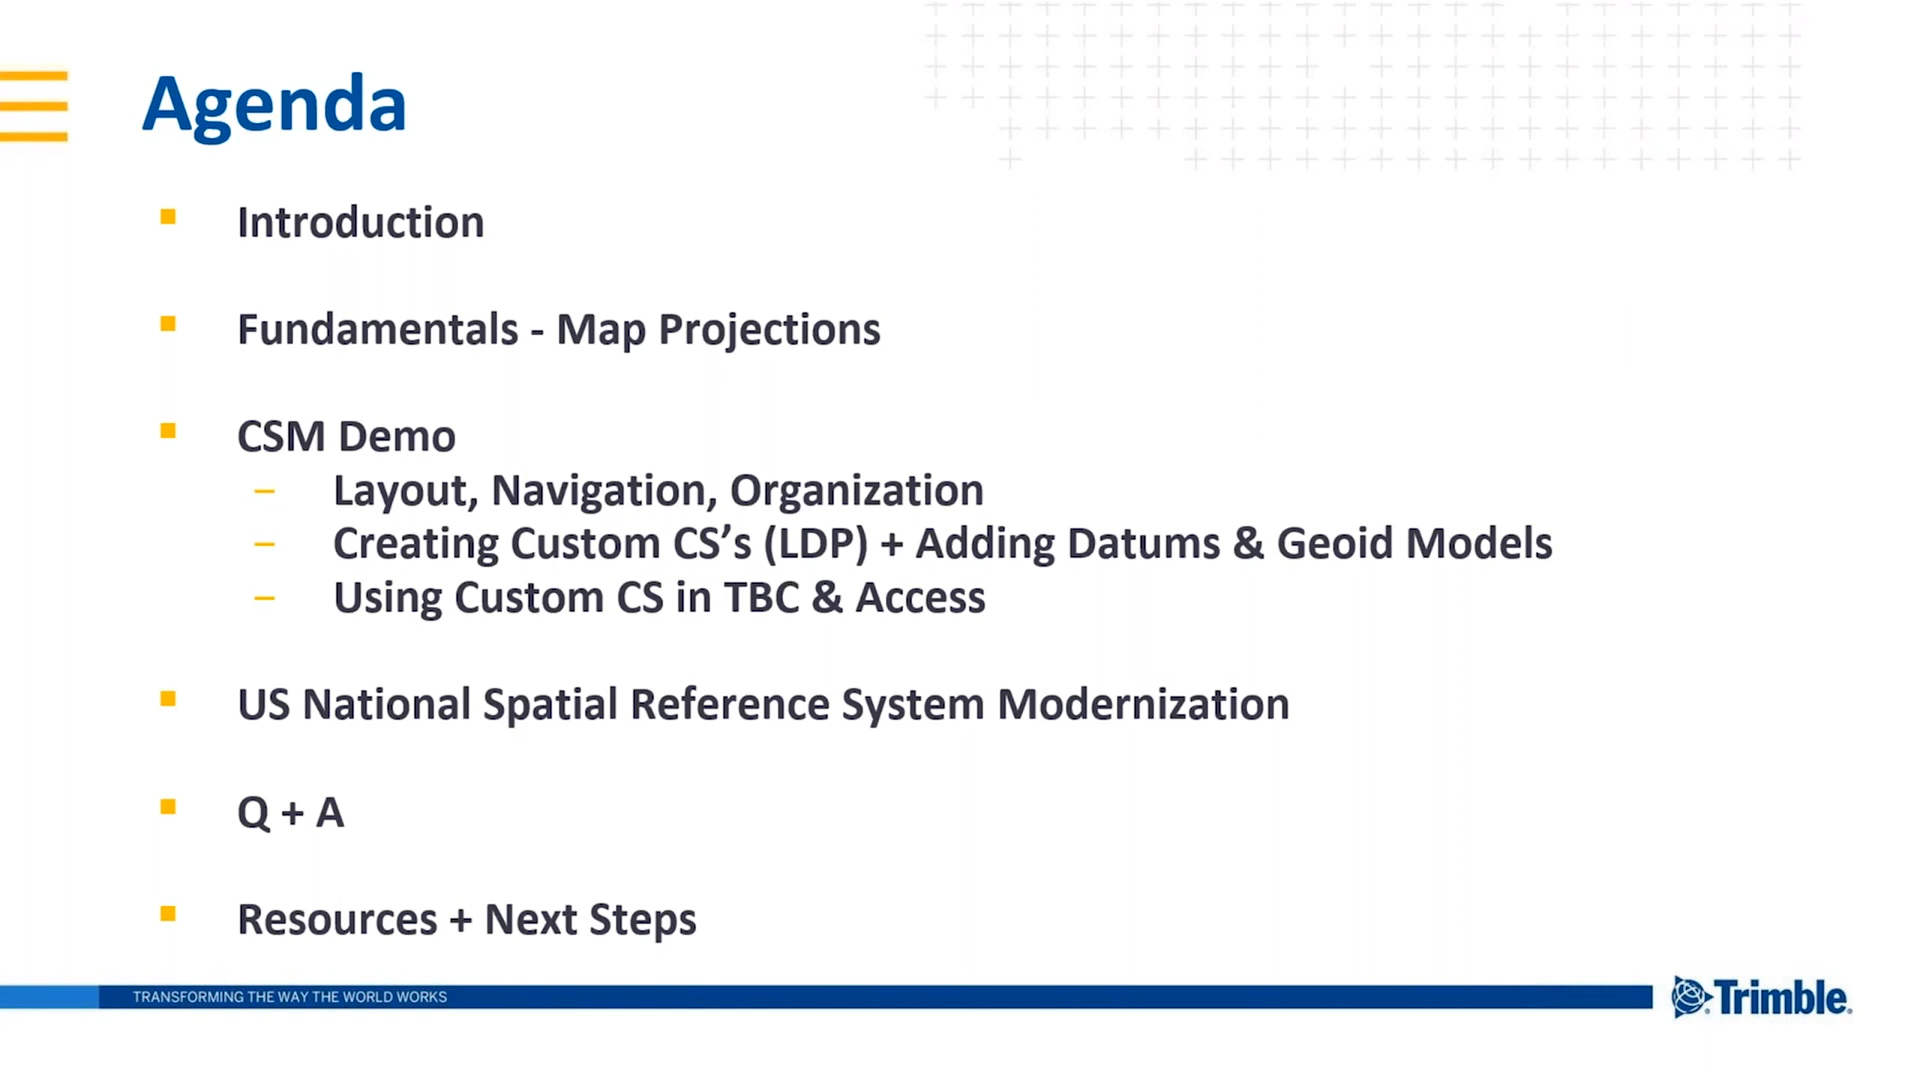 Agenda
Introduction
Fundamentals - Map Projections
CSM Demo
– Layout, Navigation, Organization
– Creating Custom CS’s (LDP) + Adding Datums & Geoid Models
– Using Custom CS in TBC & Access
US National Spatial Reference System Modernization
Q + A
Resources + Next Steps
TRANSFORMING THE WAY THE WORLD WORKS
Trimble